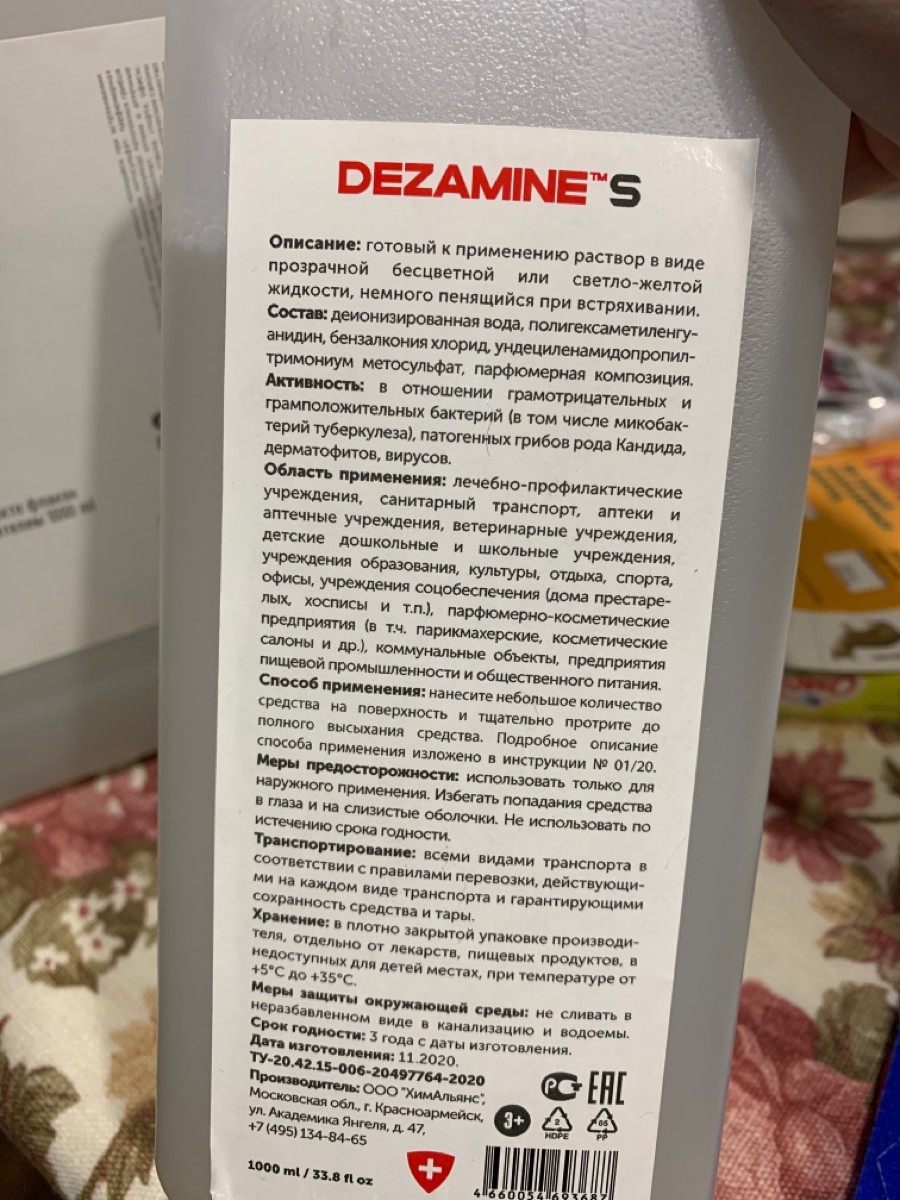 DEZAMINE™ S
Описание: готовый к применению раствор в виде
прозрачной бесцветной или светло-желтой
жидкости, немного пенящийся при встряхивании.
Состав: деионизированная вода, полигексаметиленгу-
анидин, бензалкония хлорид, ундециленамидопропил-
тримониум метосульфат, парфюмерная композиция.
Активность: в отношении грамотрицательных и
грамположительных бактерий (в том числе микобак-
терий туберкулеза), патогенных грибов рода Кандида,
дерматофитов, вирусов.
Область применения: лечебно-профилактические
учреждения, санитарный транспорт, аптеки и
аптечные учреждения, ветеринарные учреждения,
детские дошкольные и школьные учреждения,
учреждения образования, культуры, отдыха, спорта,
офисы, учреждения соцобеспечения (дома престаре-
лых, хосписы и т.п.), парфюмерно-косметические
предприятия (в т.ч. парикмахерские, косметические
салоны и др.), коммунальные объекты, предприятия
пищевой промышленности и общественного питания.
Способ применения: нанесите небольшое количество
средства на поверхность и тщательно протрите до
полного высыхания средства. Подробное описание
способа применения изложено в инструкции № 01/20.
Меры предосторожности: использовать только для
наружного применения. Избегать попадания средства
в глаза и на слизистые оболочки. Не использовать по
истечению срока годности.
Транспортирование: всеми видами транспорта в
соответствии с правилами перевозки, действующи-
ми на каждом виде транспорта и гарантирующими
сохранность средства и тары.
Хранение: в плотно закрытой упаковке производи-
теля, отдельно от лекарств, пищевых продуктов, в
недоступных для детей местах, при температуре от
+5°C до +35°C.
Меры защиты окружающей среды: не сливать в
неразбавленном виде в канализацию и водоемы.
Срок годности: 3 года с даты изготовления.
Дата изготовления: 11.2020.
ТУ-20.42.15-006-20497764-2020
Производитель: ООО "ХимАльянс",
Московская обл., г. Красноармейск,
ул. Академика Янгеля, д. 47,
+7 (495) 134-84-65
РСТ EAC
3+ 2 HDPE 05 PP
1000 ml / 33.8 fl oz
4 660054 693687
флакон
1000 ml